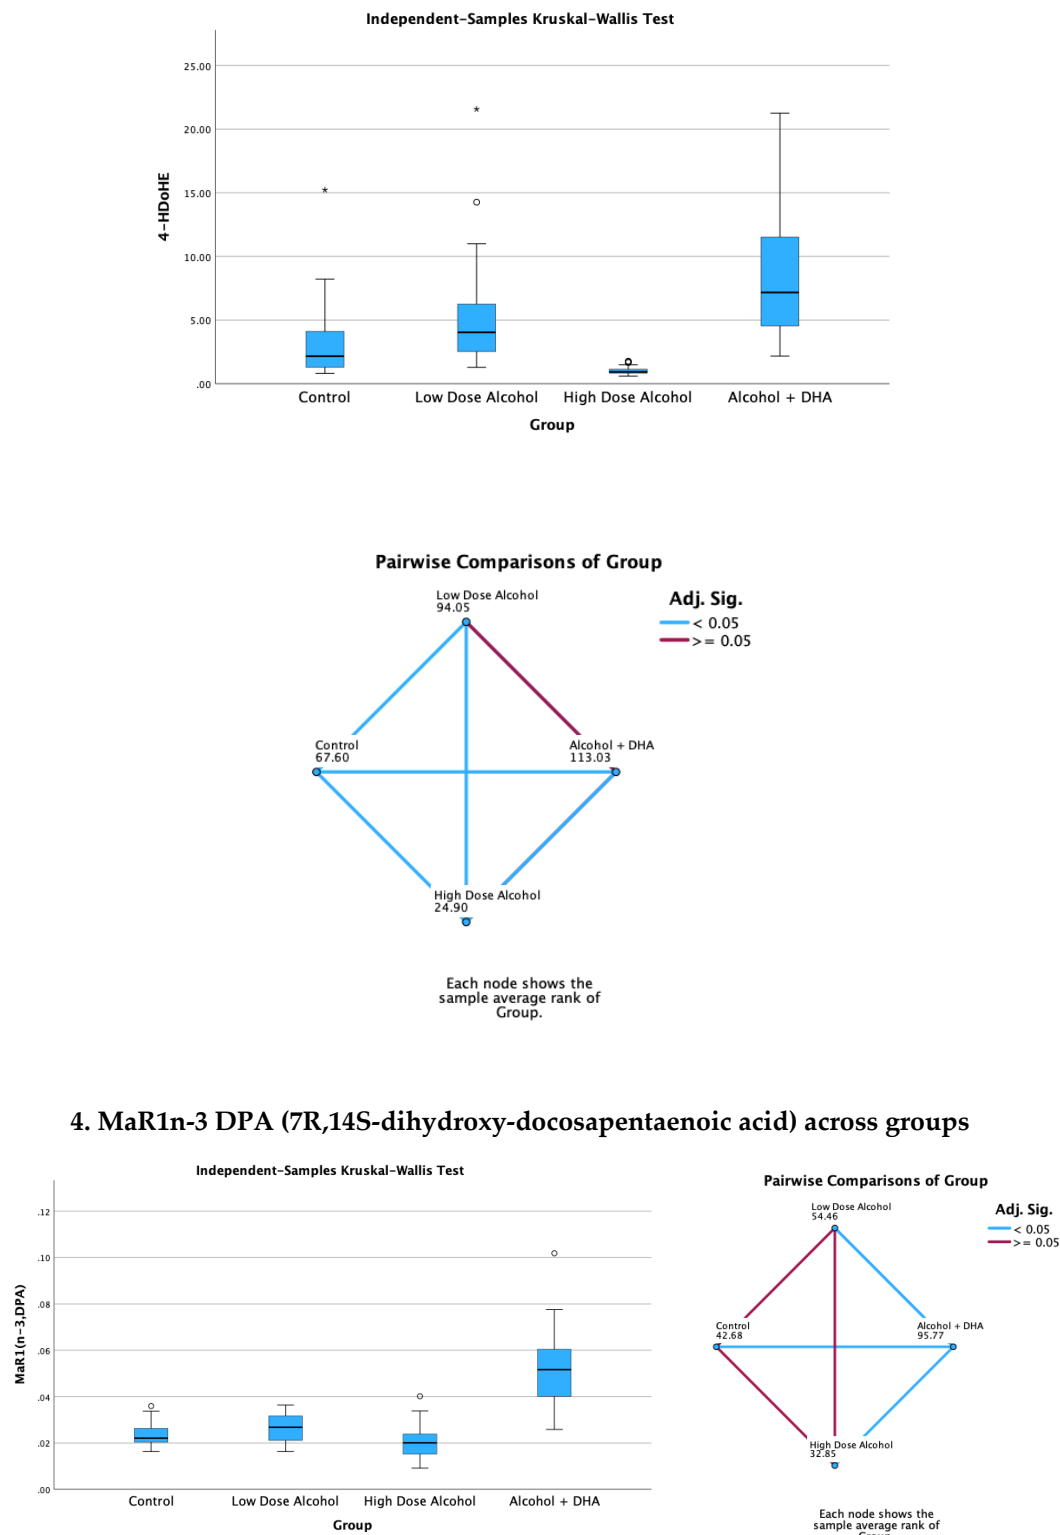 Independent-Samples Kruskal-Wallis Test
25.00
20.00
15.00
10.00
5.00
.00
4-HDoHE
*
*
Control
Low Dose Alcohol
High Dose Alcohol
Alcohol + DHA
Group
Pairwise Comparisons of Group
Low Dose Alcohol
94.05
Adj. Sig.
< 0.05
>= 0.05
Control
67.60
Alcohol + DHA
113.03
High Dose Alcohol
24.90
Each node shows the
sample average rank of
Group.
4. MaR1n-3 DPA (7R,14S-dihydroxy-docosapentaenoic acid) across groups
Independent-Samples Kruskal-Wallis Test
.12
.10
.08
.06
.04
.02
.00
MaR1(n-3,DPA)
Control
Low Dose Alcohol
High Dose Alcohol
Alcohol + DHA
Group
Pairwise Comparisons of Group
Low Dose Alcohol
54.46
Adj. Sig.
< 0.05
>= 0.05
Control
42.68
Alcohol + DHA
95.77
High Dose Alcohol
32.85
Each node shows the
sample average rank of